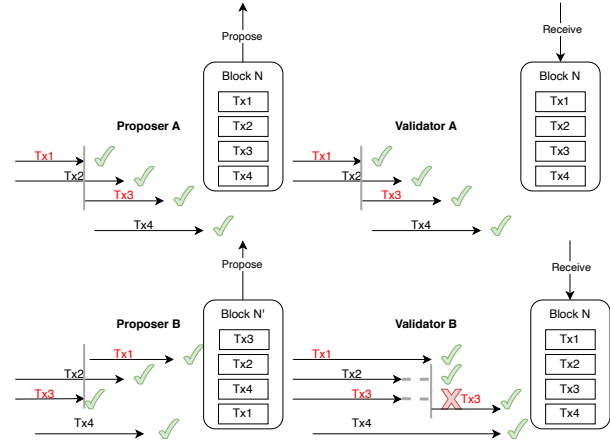 Propose
Block N
Tx1
Tx2
Tx3
Tx4
Proposer A
Tx1
Tx2
Tx3
Tx4
Receive
Block N
Tx1
Tx2
Tx3
Tx4
Validator A
Tx1
Tx2
Tx3
Tx4
Propose
Block N'
Tx3
Tx2
Tx4
Tx1
Proposer B
Tx1
Tx2
Tx3
Tx4
Receive
Block N
Tx1
Tx2
Tx3
Tx4
Validator B
Tx1
Tx2
Tx3
Tx3
Tx4